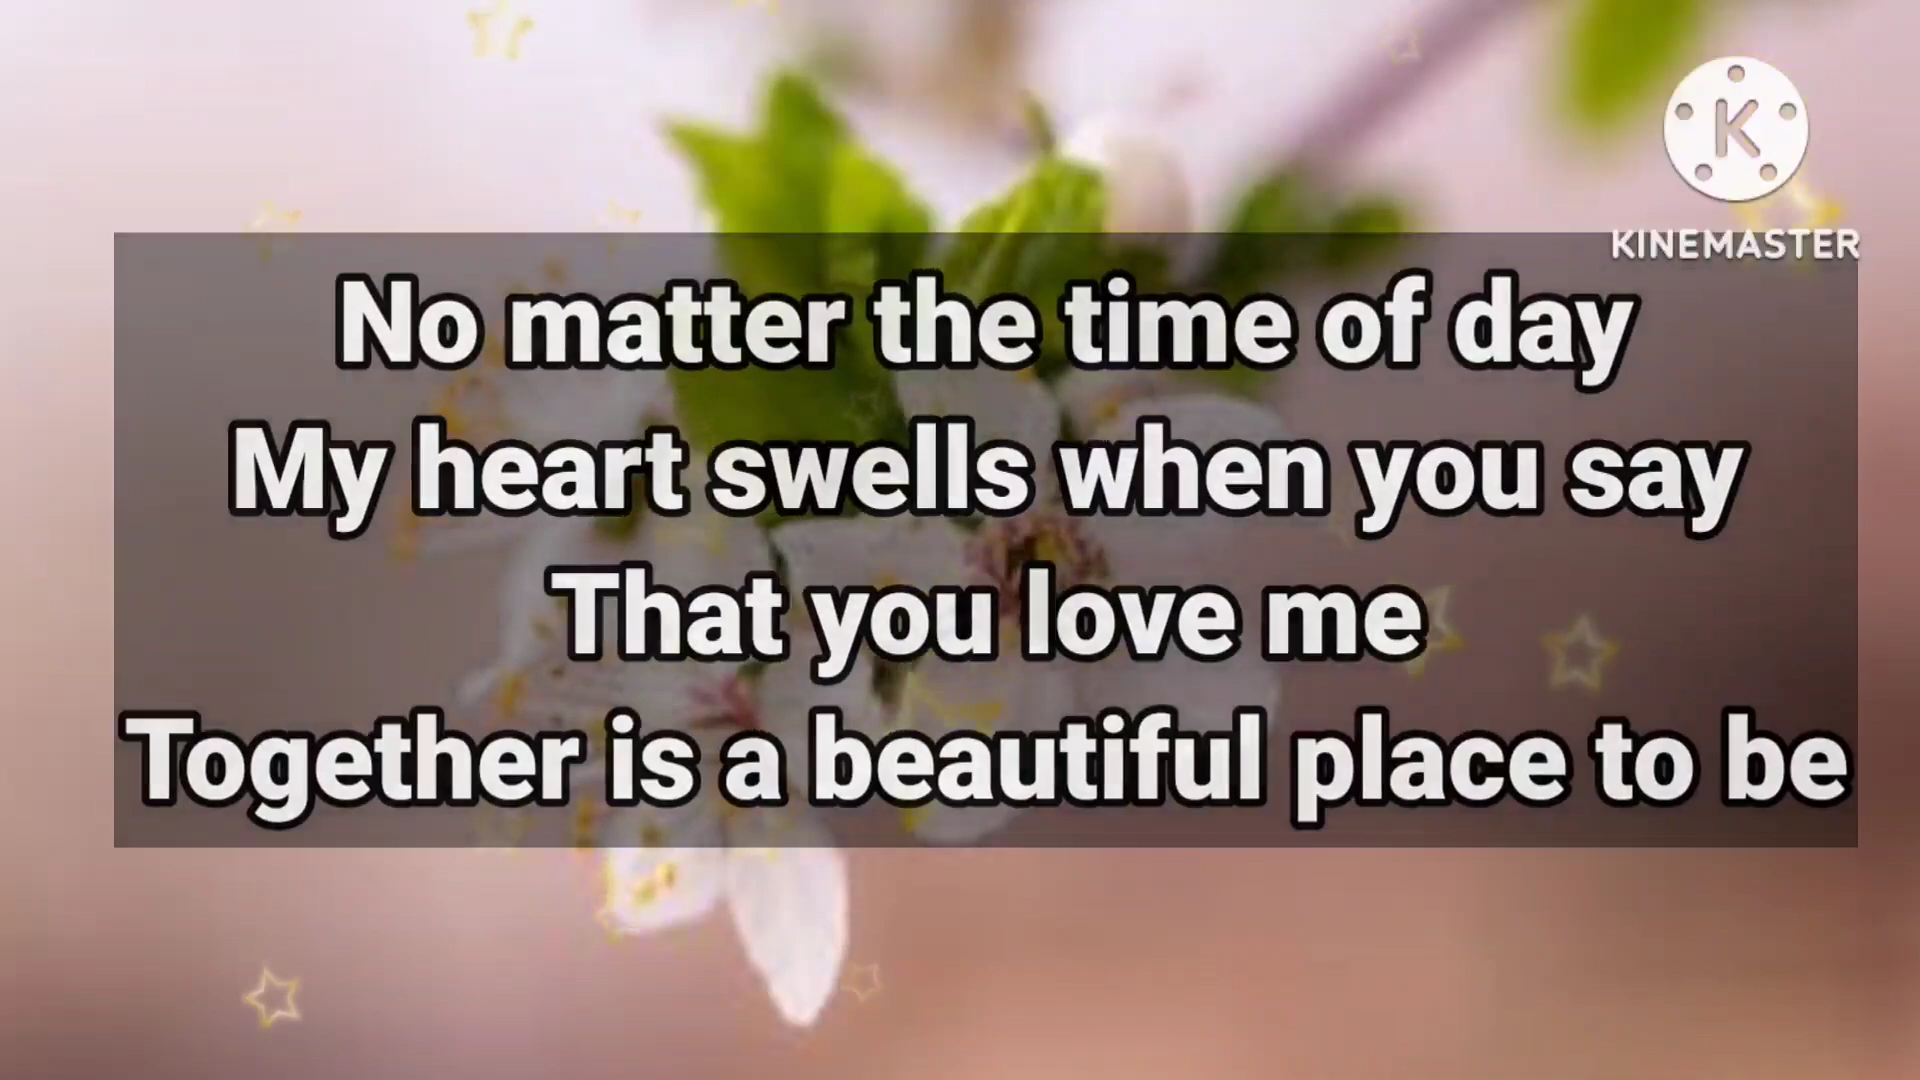 K
KINEMASTER
No matter the time of day
My heart swells when you say
That you love me
Together is a beautiful place to be